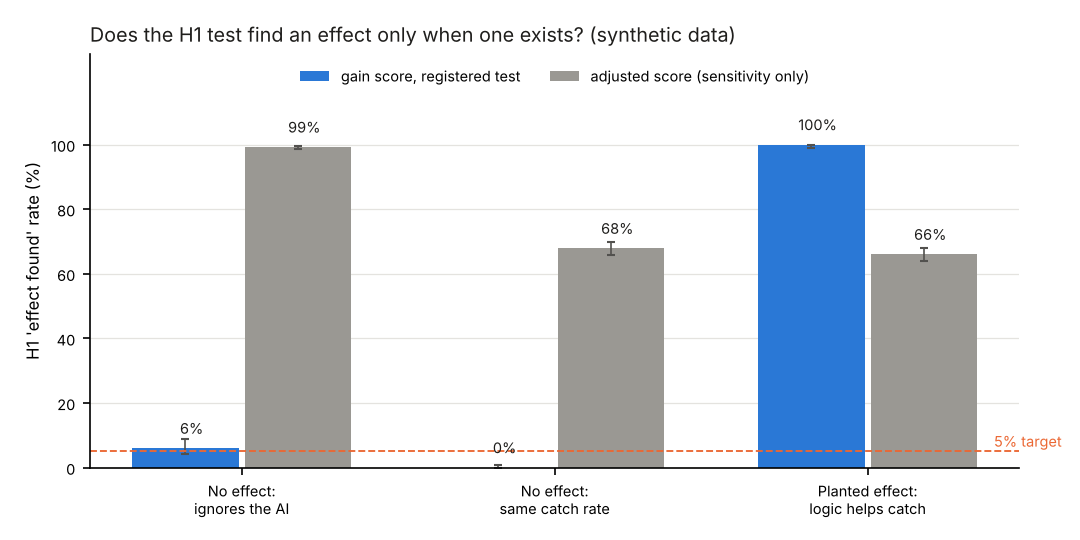 Does the H1 test find an effect only when one exists? (synthetic data)
gain score, registered test
adjusted score (sensitivity only)
H1 'effect found' rate (%)
100
80
60
40
20
0
6%
99%
0%
68%
100%
66%
5% target
No effect:
ignores the AI
No effect:
same catch rate
Planted effect:
logic helps catch